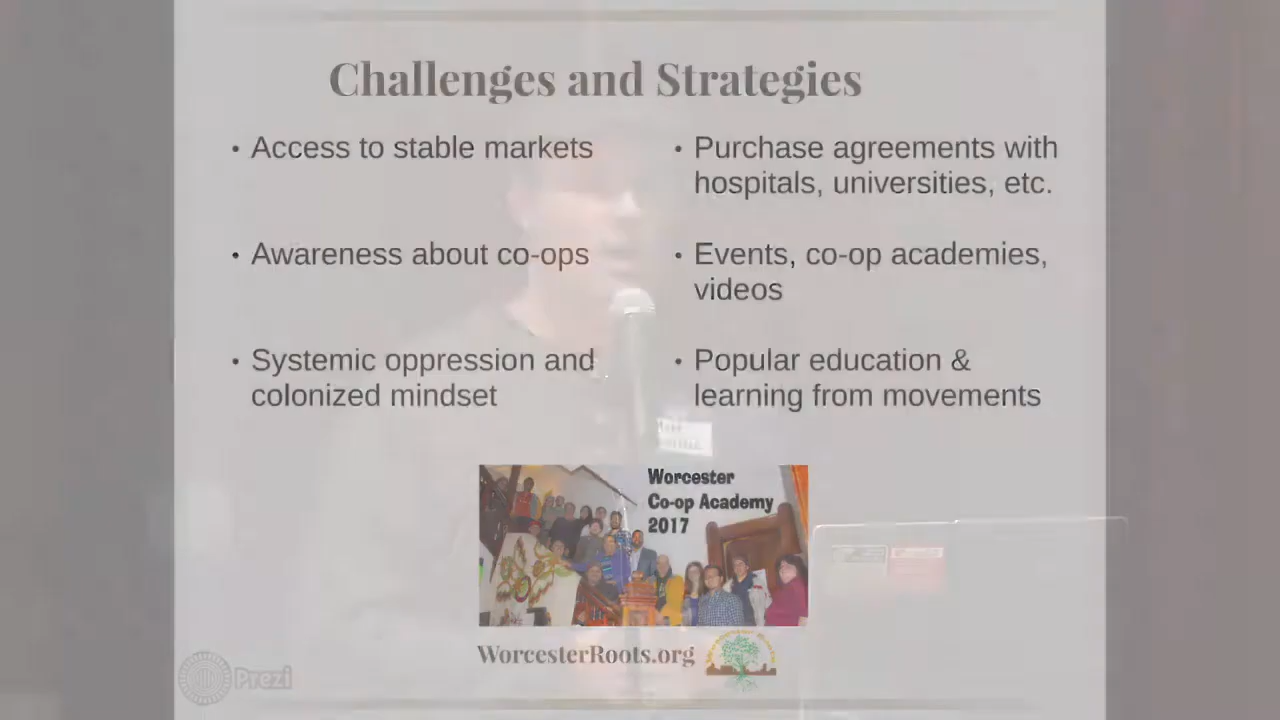 Challenges and Strategies
• Access to stable markets
• Purchase agreements with
hospitals, universities, etc.
• Awareness about co-ops
• Events, co-op academies,
videos
• Systemic oppression and
colonized mindset
• Popular education &
learning from movements
Worcester
Co-op Academy
2017
WorcesterRoots.org
Prezi